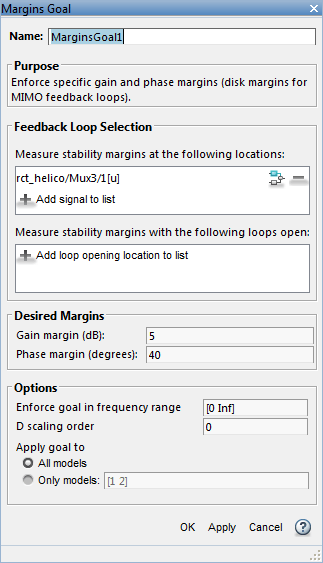 Margins Goal
Name: MarginsGoal1
Purpose
Enforce specific gain and phase margins (disk margins for
MIMO feedback loops).
Feedback Loop Selection
Measure stability margins at the following locations:
rct_helico/Mux3/1[u]
Add signal to list
Measure stability margins with the following loops open:
Add loop opening location to list
Desired Margins
Gain margin (dB): 5
Phase margin (degrees): 40
Options
Enforce goal in frequency range [0 Inf]
D scaling order 0
Apply goal to
All models
Only models: [1 2]
OK Apply Cancel ?